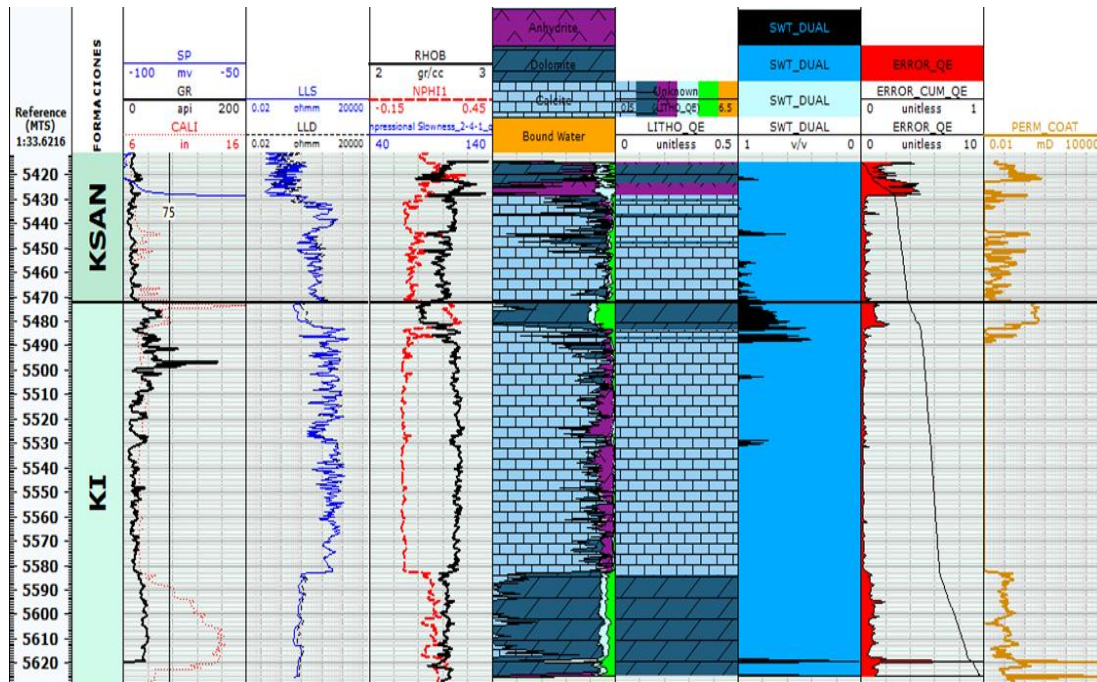 Reference
(MTS)
1:33.6216
FORMACIONES
SP
-100 mv -50
GR
0 api 200
CALI
6 in 16
LLS
0.02 ohmm 20000
LLD
0.02 ohmm 20000
RHOB
2 gr/cc 3
NPHI1
-0.15 0.45
mpressional Slowness_2-4-1_c
40 140
Anhydrite
Dolomite
Calcite
Bound Water
Unknown
0.5 (LITHO_QE) 6.5
LITHO_QE
0 unitless 0.5
SWT_DUAL
SWT_DUAL
SWT_DUAL
SWT_DUAL
1 v/v 0
ERROR_QE
ERROR_CUM_QE
0 unitless 1
ERROR_QE
0 unitless 10
PERM_COAT
0.01 mD 10000
5420
5430
75
5440
KSAN
5450
5460
5470
5480
5490
5500
5510
5520
5530
KI
5540
5550
5560
5570
5580
5590
5600
5610
5620